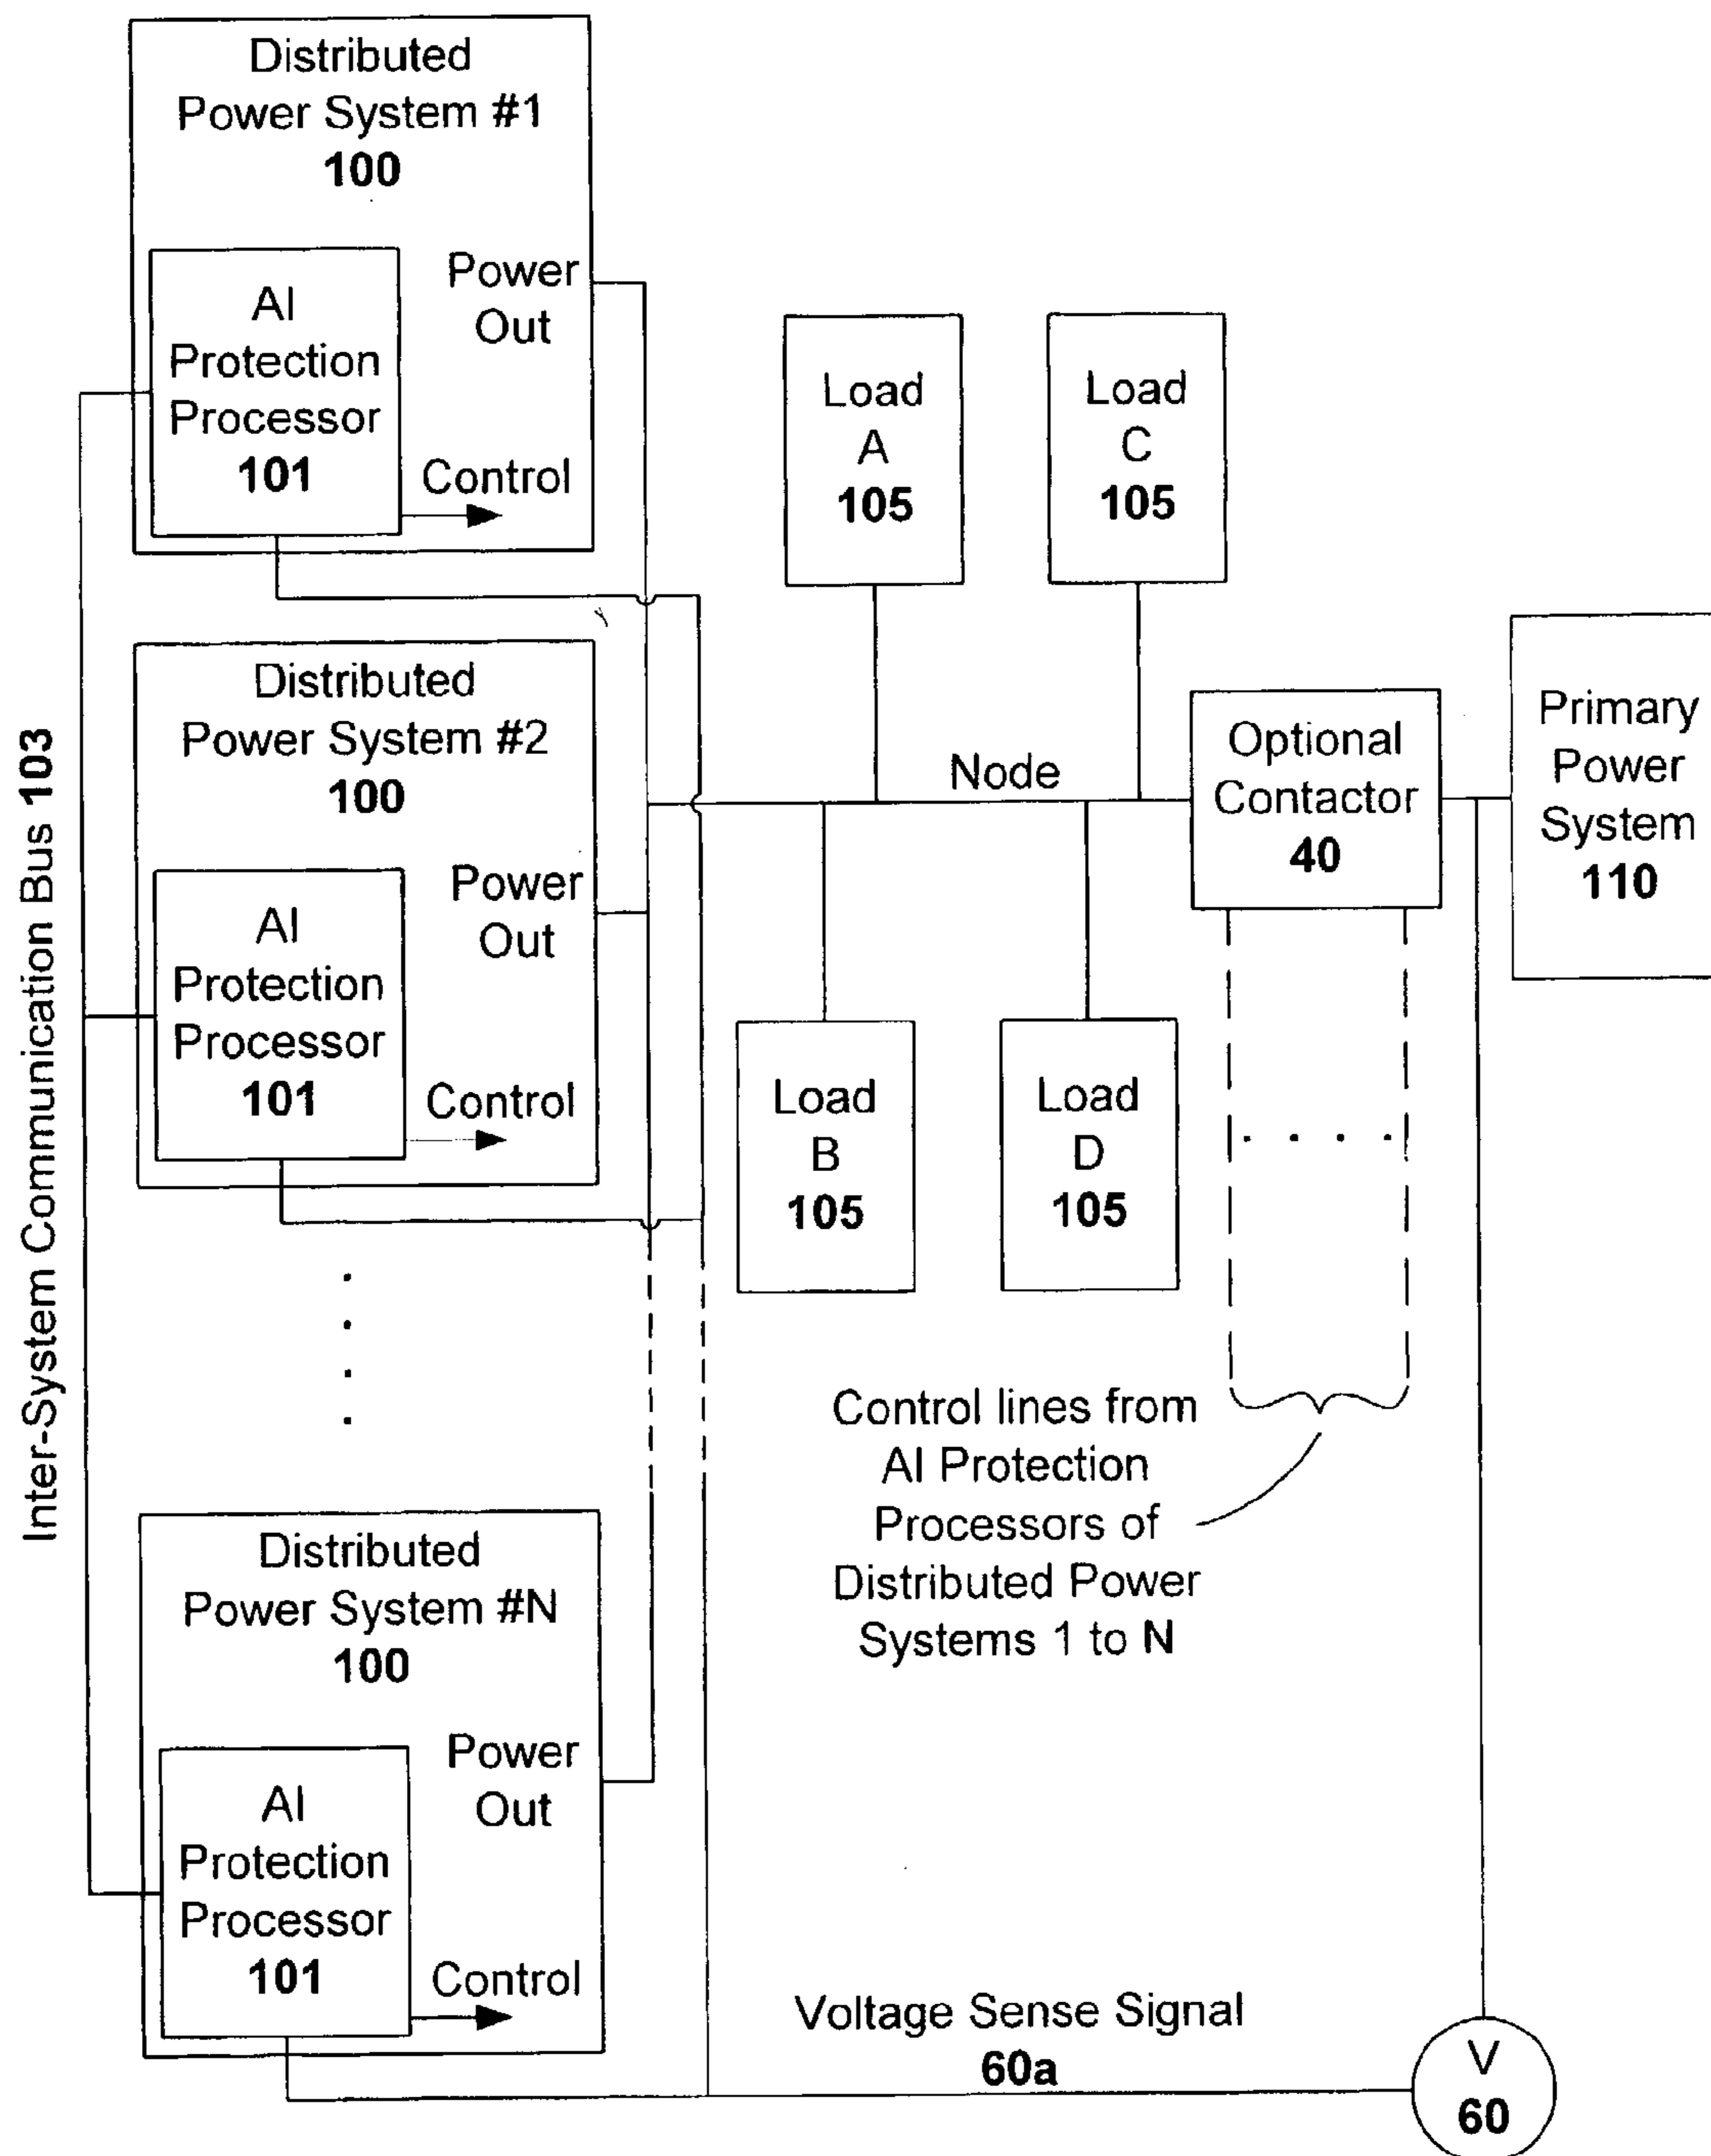 Distributed
Power System #1
100
AI
Protection
Processor
101
Power
Out
Control
Distributed
Power System #2
100
AI
Protection
Processor
101
Power
Out
Control
Distributed
Power System #N
100
AI
Protection
Processor
101
Power
Out
Control
Inter-System Communication Bus 103
Load
A
105
Load
C
105
Node
Load
B
105
Load
D
105
Optional
Contactor
40
Primary
Power
System
110
Control lines from
AI Protection
Processors of
Distributed Power
Systems 1 to N
Voltage Sense Signal
60a
V
60